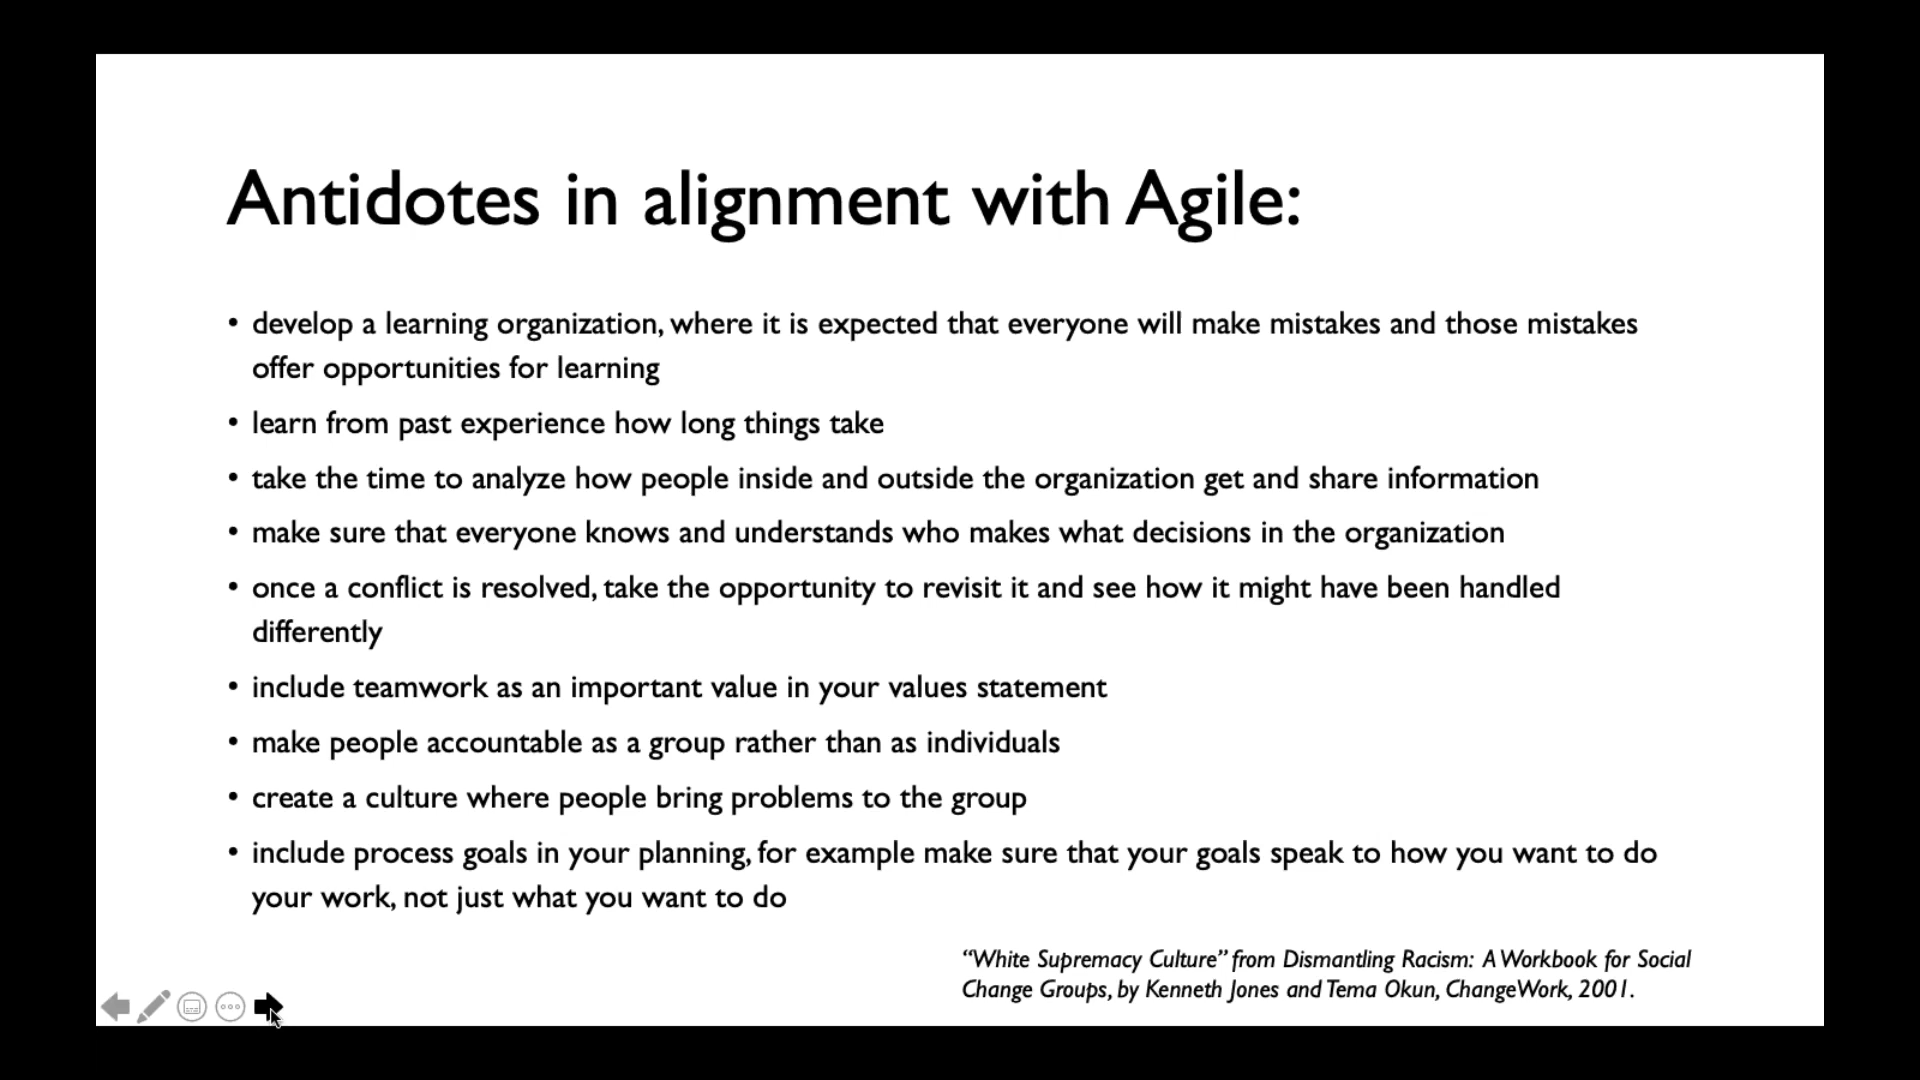 Antidotes in alignment with Agile:
• develop a learning organization, where it is expected that everyone will make mistakes and those mistakes
offer opportunities for learning
• learn from past experience how long things take
• take the time to analyze how people inside and outside the organization get and share information
• make sure that everyone knows and understands who makes what decisions in the organization
• once a conflict is resolved, take the opportunity to revisit it and see how it might have been handled
differently
• include teamwork as an important value in your values statement
• make people accountable as a group rather than as individuals
• create a culture where people bring problems to the group
• include process goals in your planning, for example make sure that your goals speak to how you want to do
your work, not just what you want to do
“White Supremacy Culture” from Dismantling Racism: A Workbook for Social
Change Groups, by Kenneth Jones and Tema Okun, ChangeWork, 2001.